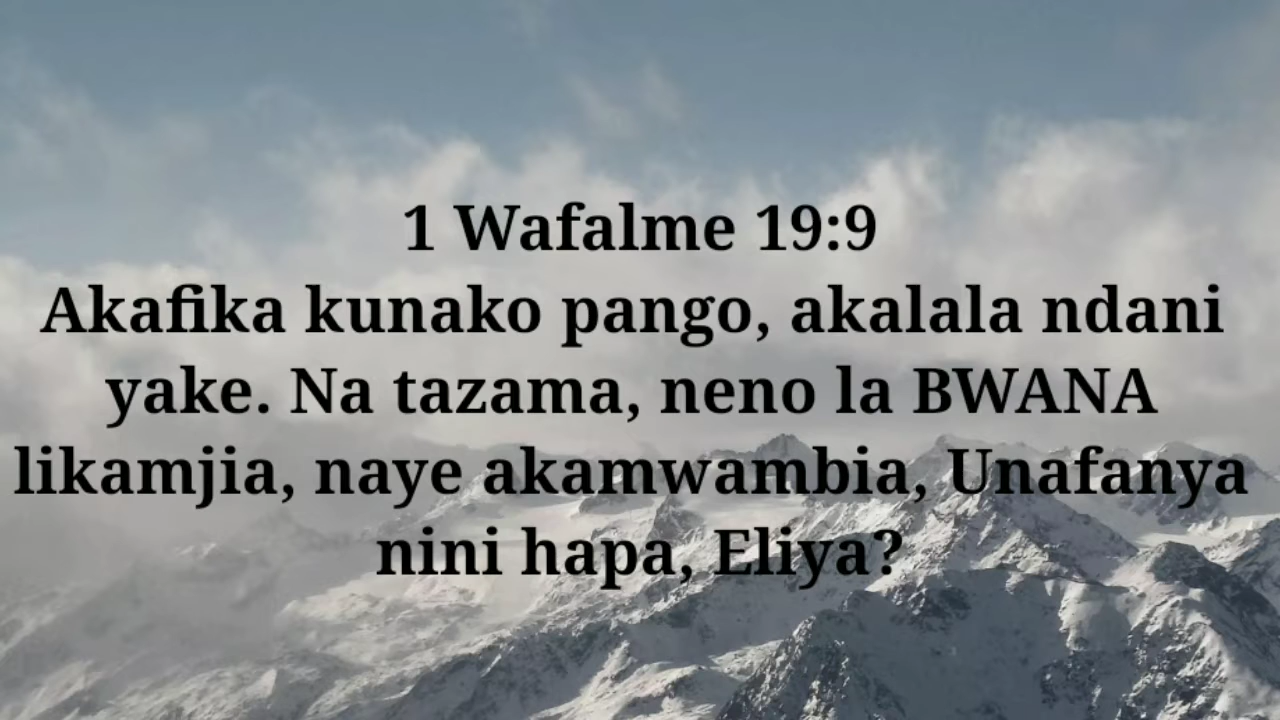 1 Wafalme 19:9
Akafika kunako pango, akalala ndani
yake. Na tazama, neno la BWANA
likamjia, naye akamwambia, Unafanya
nini hapa, Eliya?